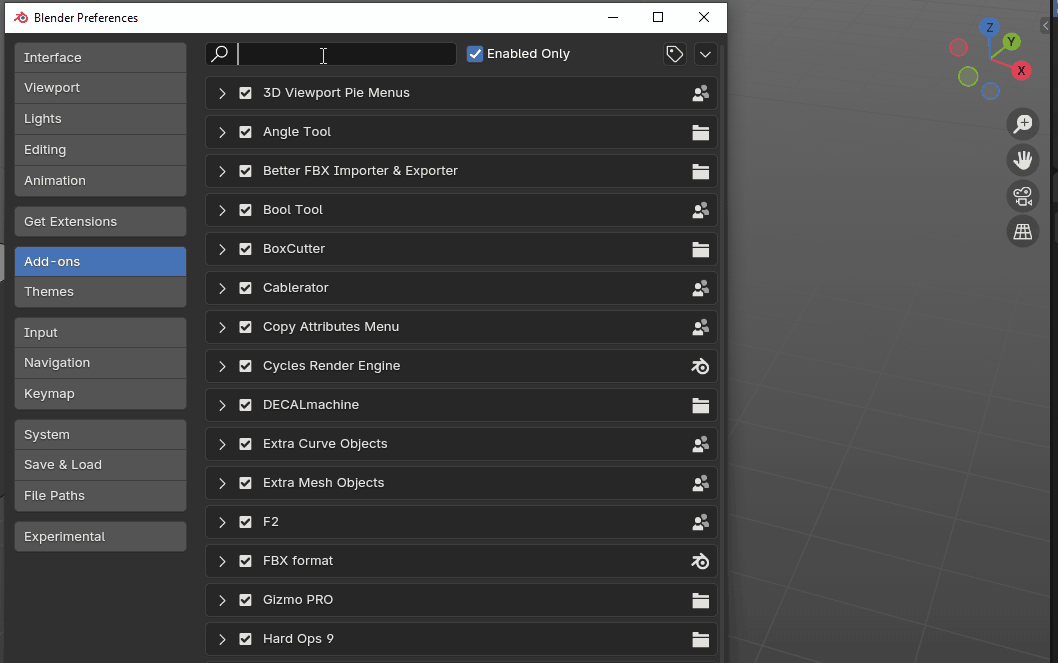 Blender Preferences
Interface
Viewport
Lights
Editing
Animation
Get Extensions
Add-ons
Themes
Input
Navigation
Keymap
System
Save & Load
File Paths
Experimental
Enabled Only
3D Viewport Pie Menus
Angle Tool
Better FBX Importer & Exporter
Bool Tool
BoxCutter
Cablerator
Copy Attributes Menu
Cycles Render Engine
DECALmachine
Extra Curve Objects
Extra Mesh Objects
F2
FBX format
Gizmo PRO
Hard Ops 9
Z
Y
X